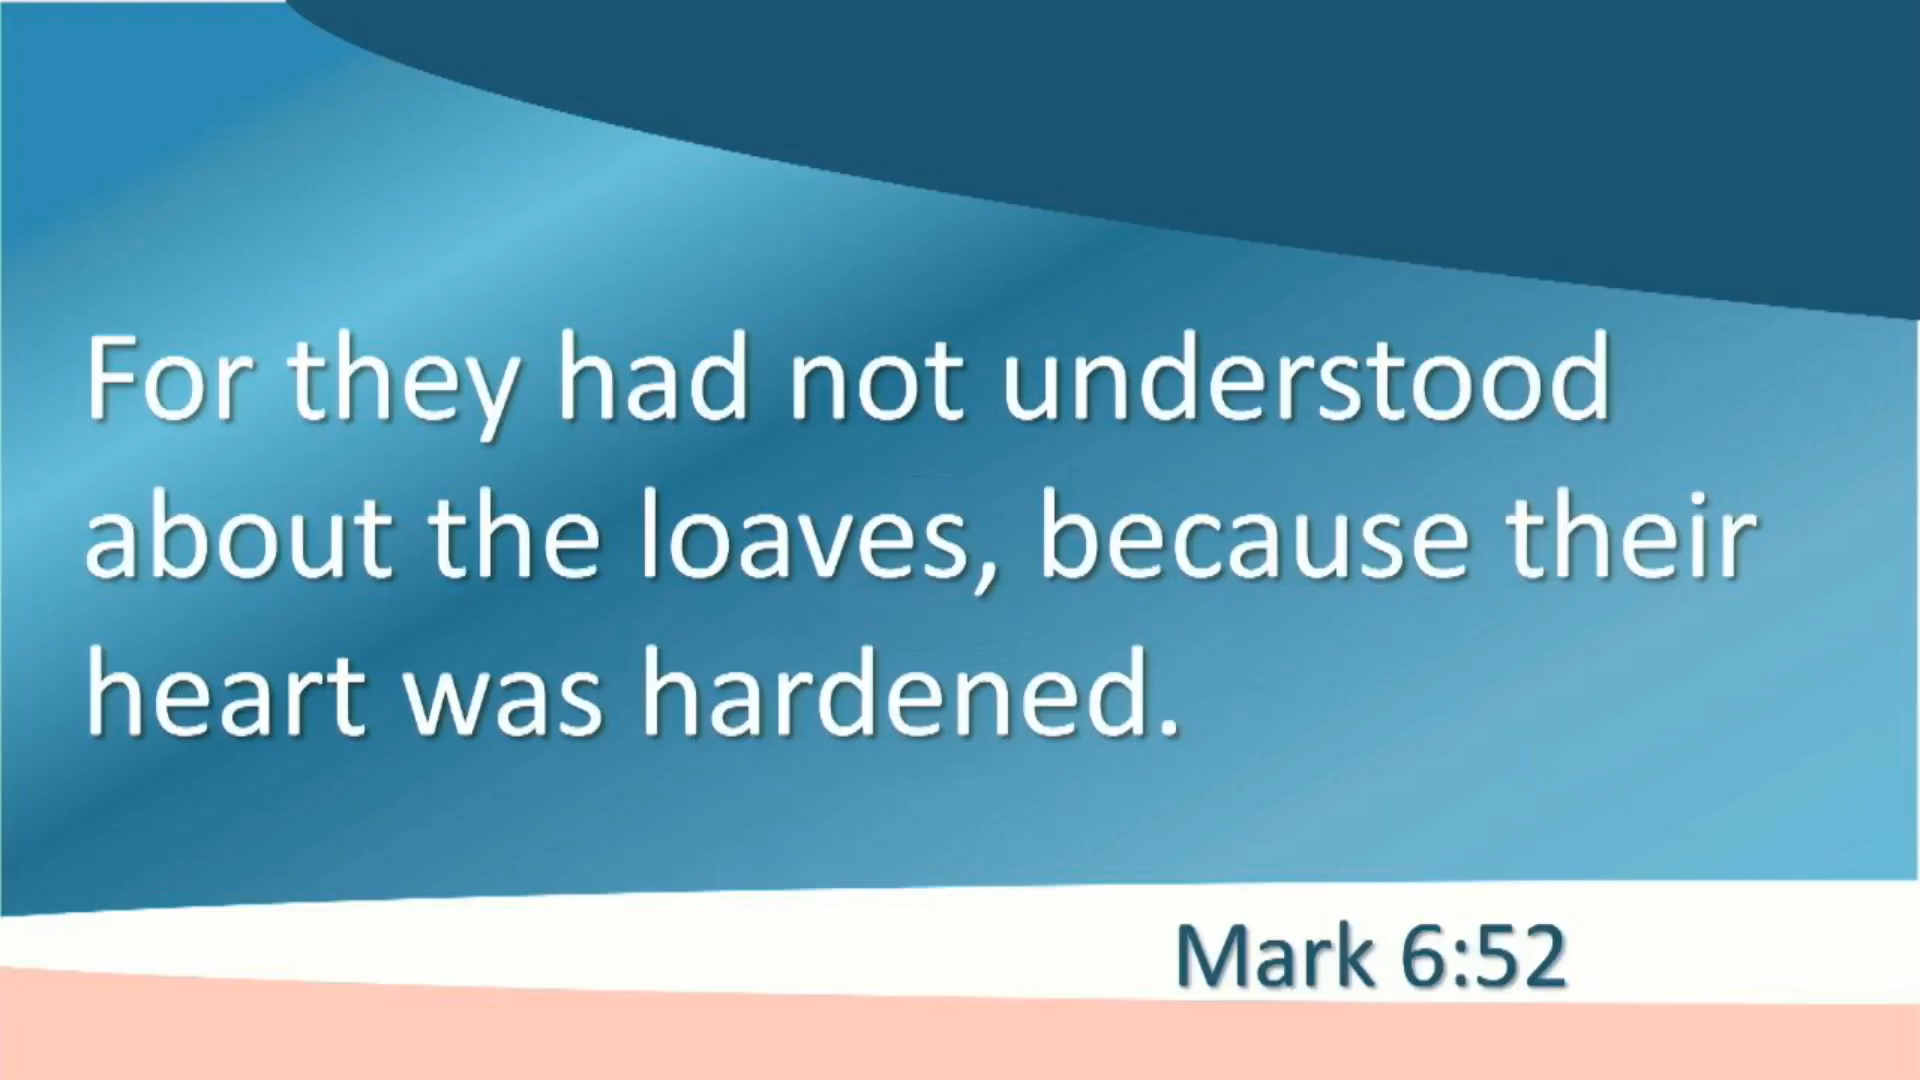 For they had not understood
about the loaves, because their
heart was hardened.
Mark 6:52